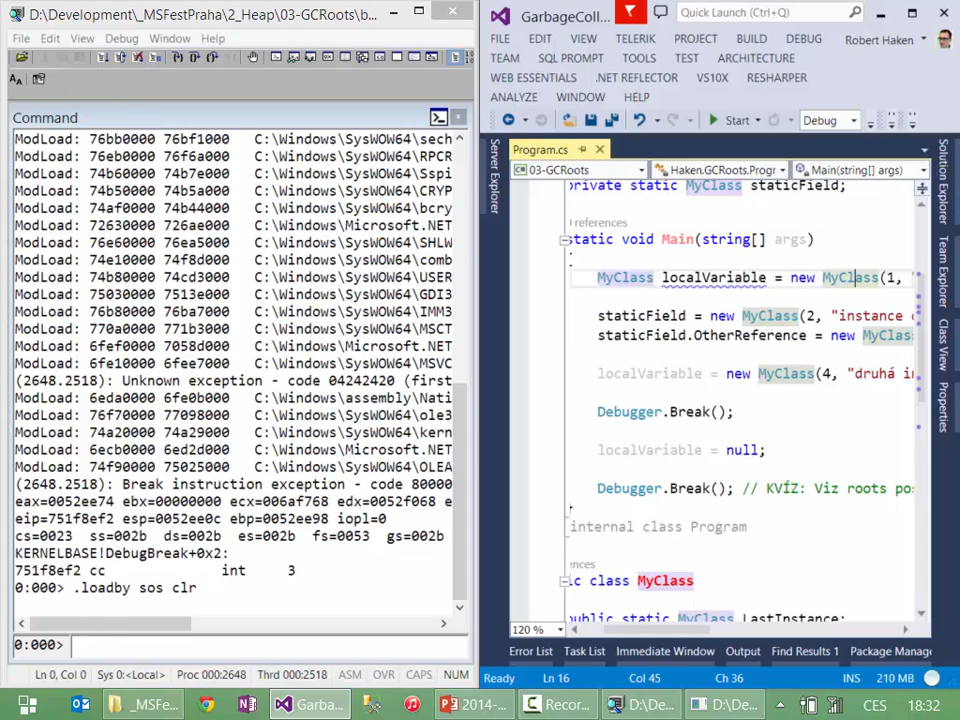 D:\Development\_MSFestPraha\2_Heap\03-GCRoots\b...
File Edit View Debug Window Help
Command
ModLoad: 76bb0000 76bf1000 C:\Windows\SysWOW64\sech
ModLoad: 76eb0000 76f6a000 C:\Windows\SysWOW64\RPCR
ModLoad: 74b60000 74b7e000 C:\Windows\SysWOW64\Sspi
ModLoad: 74b50000 74b5a000 C:\Windows\SysWOW64\CRYP
ModLoad: 74af0000 74b44000 C:\Windows\SysWOW64\bcry
ModLoad: 72630000 726ae000 C:\Windows\Microsoft.NET
ModLoad: 76e60000 76ea5000 C:\Windows\SysWOW64\SHLW
ModLoad: 74e10000 74f8d000 C:\Windows\SysWOW64\comb
ModLoad: 74b80000 74cd3000 C:\Windows\SysWOW64\USER
ModLoad: 75030000 7513e000 C:\Windows\SysWOW64\GDI3
ModLoad: 76b80000 76ba7000 C:\Windows\SysWOW64\IMM3
ModLoad: 770a0000 771b3000 C:\Windows\SysWOW64\MSCT
ModLoad: 6fef0000 7058d000 C:\Windows\Microsoft.NET
ModLoad: 6fe10000 6fee7000 C:\Windows\SysWOW64\MSVC
(2648.2518): Unknown exception - code 04242420 (first
ModLoad: 6eda0000 6fe0b000 C:\Windows\assembly\Nati
ModLoad: 76f70000 77098000 C:\Windows\SysWOW64\ole3
ModLoad: 74a20000 74a29000 C:\Windows\SysWOW64\kern
ModLoad: 6ecb0000 6ed2d000 C:\Windows\Microsoft.NET
ModLoad: 74f90000 75025000 C:\Windows\SysWOW64\OLEA
(2648.2518): Break instruction exception - code 80000
eax=0052ee74 ebx=00000000 ecx=006af768 edx=0052f068 e
eip=751f8ef2 esp=0052ee0c ebp=0052ee98 iopl=0
cs=0023 ss=002b ds=002b es=002b fs=0053 gs=002b
KERNELBASE!DebugBreak+0x2:
751f8ef2 cc int 3
0:000> .loadby sos clr
0:000>
Ln 0, Col 0 Sys 0:<Local> Proc 000:2648 Thrd 000:2518 ASM OVR CAPS NUM
GarbageColl...
Quick Launch (Ctrl+Q)
FILE EDIT VIEW TELERIK PROJECT BUILD DEBUG Robert Haken
TEAM SQL PROMPT TOOLS TEST ARCHITECTURE
WEB ESSENTIALS .NET REFLECTOR VS10X RESHARPER
ANALYZE WINDOW HELP
Start Debug
Program.cs
03-GCRoots Haken.GCRoots.Progr Main(string[] args)
private static MyClass staticField;
references
static void Main(string[] args)
MyClass localVariable = new MyClass(1, "
staticField = new MyClass(2, "instance
staticField.OtherReference = new MyClas
localVariable = new MyClass(4, "druhá in
Debugger.Break();
localVariable = null;
Debugger.Break(); // KVÍZ: Viz roots po
}
internal class Program
ences
ic class MyClass
public static MyClass LastInstance;
120 %
Server Explorer
Solution Explorer
Team Explorer
Class View
Properties
Error List Task List Immediate Window Output Find Results 1 Package Manag
Ready Ln 16 Col 45 Ch 36 INS 210 MB
_MSFe... Garba... 2014-... Recor... D:\De... D:\De... CES 18:32